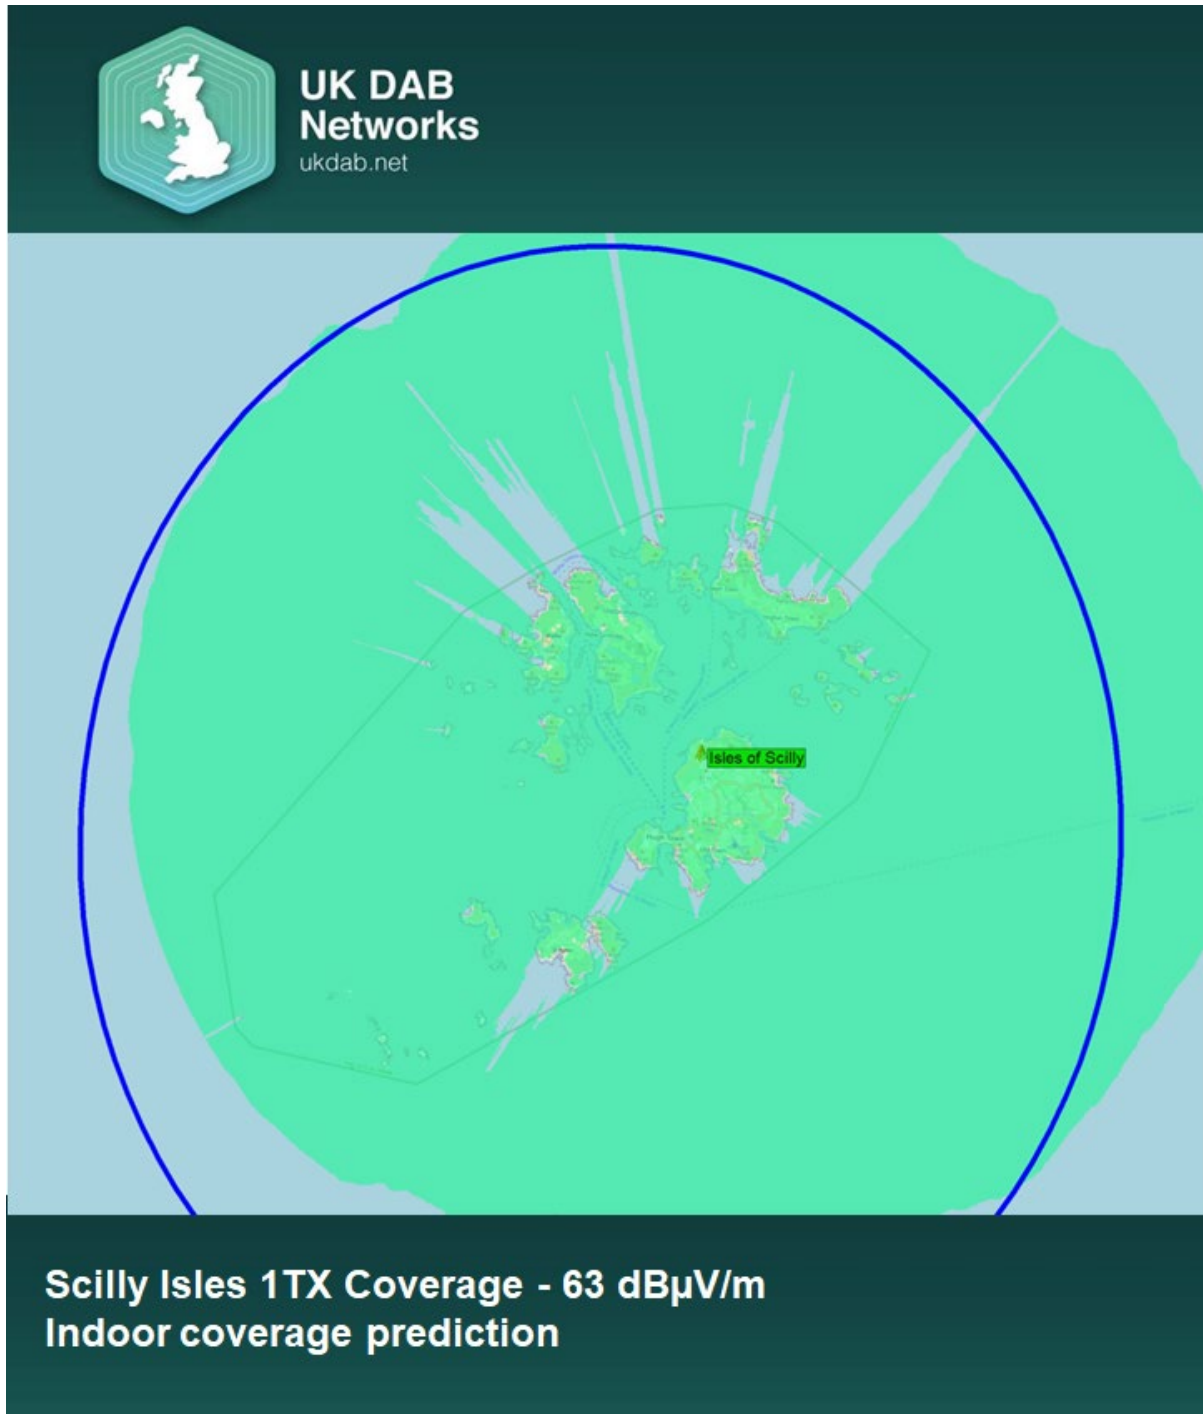 UK DAB
Networks
ukdab.net
Isles of Scilly
Scilly Isles 1TX Coverage - 63 dBµV/m
Indoor coverage prediction